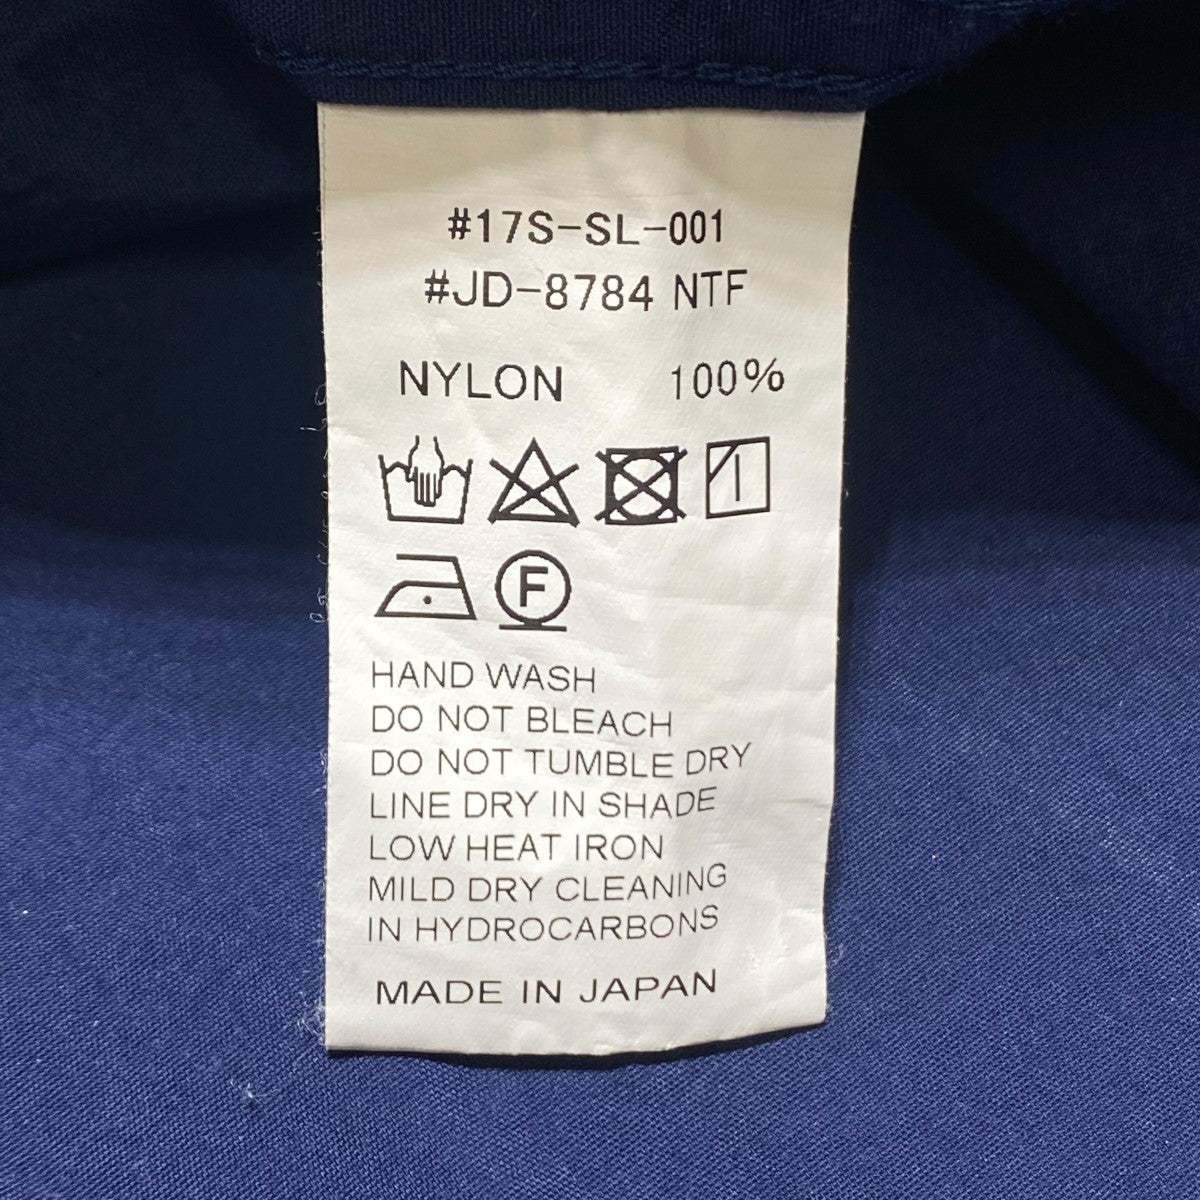 #17S-SL-001
#JD-8784 NTF
NYLON 100%
F
HAND WASH
DO NOT BLEACH
DO NOT TUMBLE DRY
LINE DRY IN SHADE
LOW HEAT IRON
MILD DRY CLEANING
IN HYDROCARBONS
MADE IN JAPAN